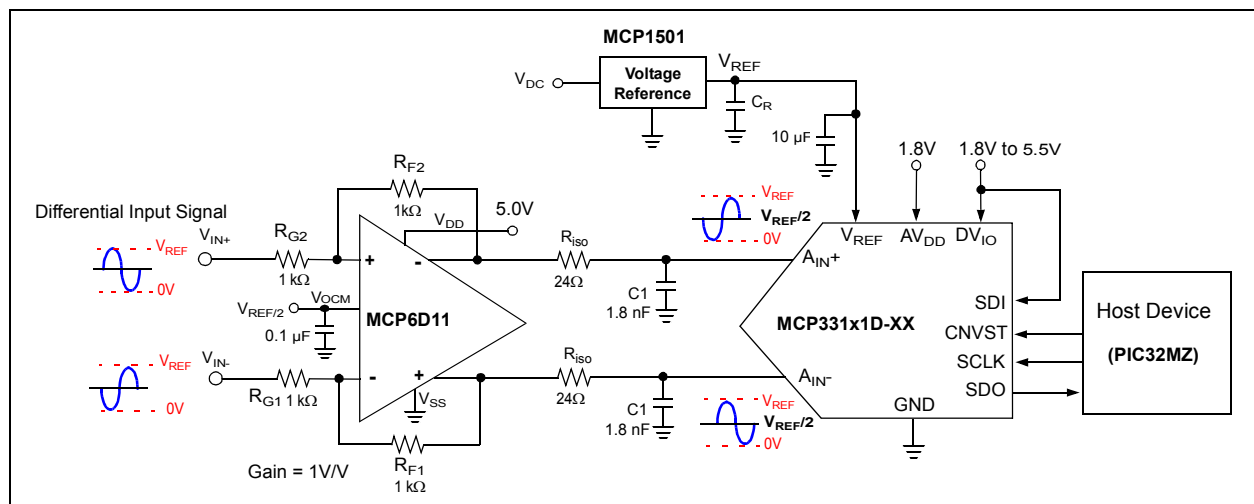 MCP1501
Voltage
Reference
VDC
VREF
CR
10 µF
1.8V
1.8V to 5.5V
VREF
AVDD
DVIO
RF2
1kΩ
Differential Input Signal
VREF
0V
VIN+
RG2
1 kΩ
VDD
5.0V
+
-
Riso
24Ω
C1
1.8 nF
VREF
VREF/2
0V
AIN+
VREF/2
VOCM
0.1 µF
MCP6D11
MCP331x1D-XX
SDI
CNVST
SCLK
SDO
Host Device
(PIC32MZ)
VREF
0V
VIN-
RG1 1 kΩ
-
+
VSS
Riso
24Ω
C1
1.8 nF
AIN-
VREF
VREF/2
0V
GND
RF1
1 kΩ
Gain = 1V/V